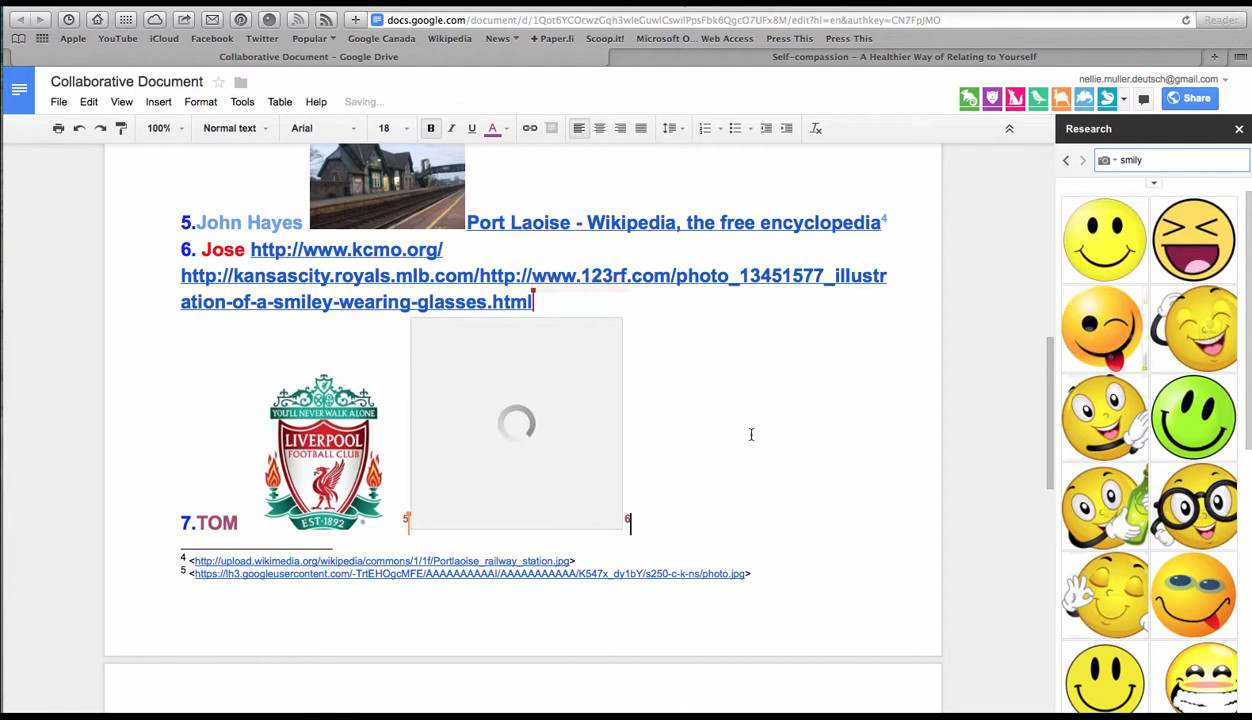 docs.google.com/document/d/1Qot6YCOcwzGqh3wleGuwlCswilPpsFbk6QgcO7UFx8M/edit?hl=en&authkey=CN7FpJMO
Reader
Apple YouTube iCloud Facebook Twitter Popular Google Canada Wikipedia News + Paper.li Scoop.it! Microsoft O... Web Access Press This Press This
Collaborative Document – Google Drive
Self-compassion – A Healthier Way of Relating to Yourself
Collaborative Document
nellie.muller.deutsch@gmail.com
File Edit View Insert Format Tools Table Help Saving...
Share
100% Normal text Arial 18 B I U A
Research
smily
5.John Hayes Port Laoise - Wikipedia, the free encyclopedia4
6. Jose http://www.kcmo.org/
http://kansascity.royals.mlb.com/http://www.123rf.com/photo_13451577_illustr
ation-of-a-smiley-wearing-glasses.html
YOU'LL NEVER WALK ALONE
LIVERPOOL
FOOTBALL CLUB
EST·1892
7.TOM 5 6
4 <http://upload.wikimedia.org/wikipedia/commons/1/1f/Portlaoise_railway_station.jpg>
5 <https://lh3.googleusercontent.com/-TrtEHOgcMFE/AAAAAAAAAAI/AAAAAAAAAAA/K547x_dy1bY/s250-c-k-ns/photo.jpg>